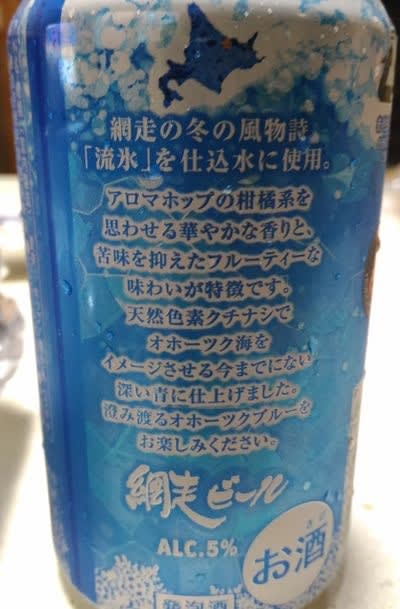 網走の冬の風物詩
「流氷」を仕込水に使用。
アロマホップの柑橘系を
思わせる華やかな香りと、
苦味を抑えたフルーティーな
味わいが特徴です。
天然色素クチナシで
オホーツク海を
イメージさせる今までにない
深い青に仕上げました。
澄み渡るオホーツクブルーを
お楽しみください。
網走ビール
ALC.5%
お酒
発泡酒